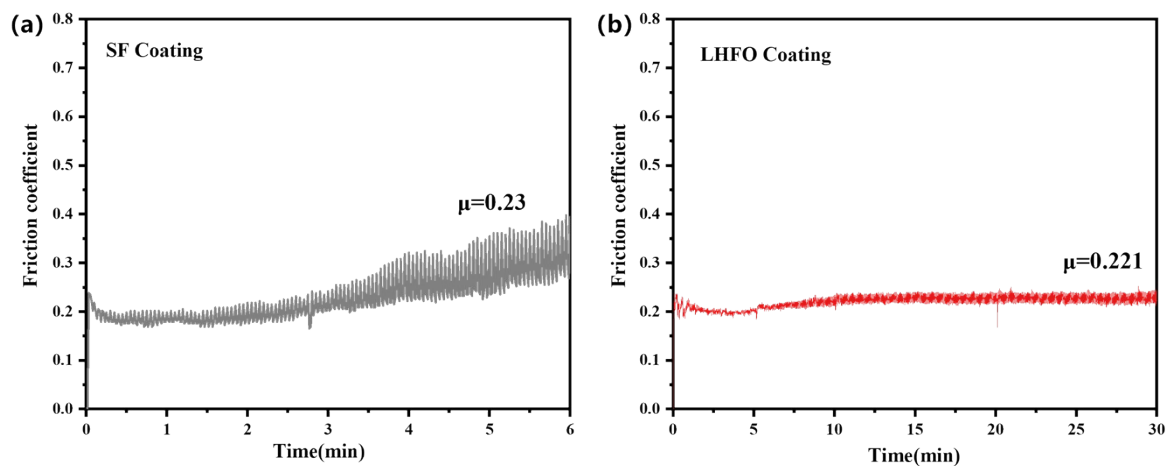 (a)
SF Coating
μ=0.23
Friction coefficient
0.8
0.7
0.6
0.5
0.4
0.3
0.2
0.1
0.0
0 1 2 3 4 5 6
Time(min)
(b)
LHFO Coating
μ=0.221
Friction coefficient
0.8
0.7
0.6
0.5
0.4
0.3
0.2
0.1
0.0
0 5 10 15 20 25 30
Time(min)